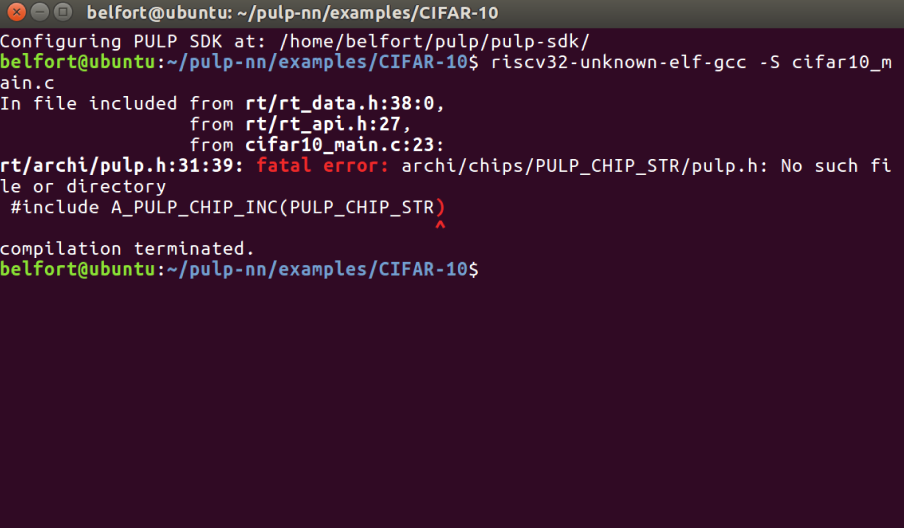 belfort@ubuntu: ~/pulp-nn/examples/CIFAR-10
Configuring PULP SDK at: /home/belfort/pulp/pulp-sdk/
belfort@ubuntu:~/pulp-nn/examples/CIFAR-10$ riscv32-unknown-elf-gcc -S cifar10_m
ain.c
In file included from rt/rt_data.h:38:0,
                 from rt/rt_api.h:27,
                 from cifar10_main.c:23:
rt/archi/pulp.h:31:39: fatal error: archi/chips/PULP_CHIP_STR/pulp.h: No such fi
le or directory
 #include A_PULP_CHIP_INC(PULP_CHIP_STR)
                                       ^
compilation terminated.
belfort@ubuntu:~/pulp-nn/examples/CIFAR-10$